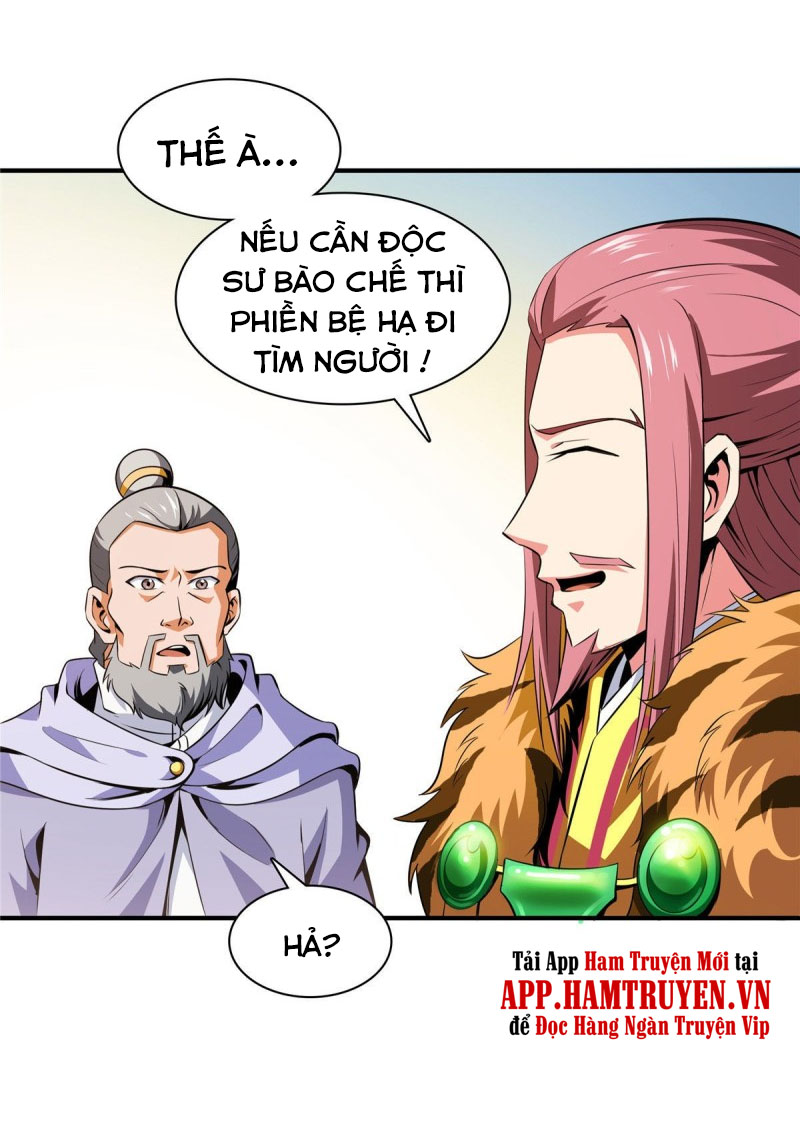 THẾ À...
NẾU CẦN ĐỘC
SƯ BÀO CHẾ THÌ
PHIỀN BỆ HẠ ĐI
TÌM NGƯỜI !
HẢ?
Tải App Ham Truyện Mới tại
APP.HAMTRUYEN.VN
để Đọc Hàng Ngàn Truyện Vip